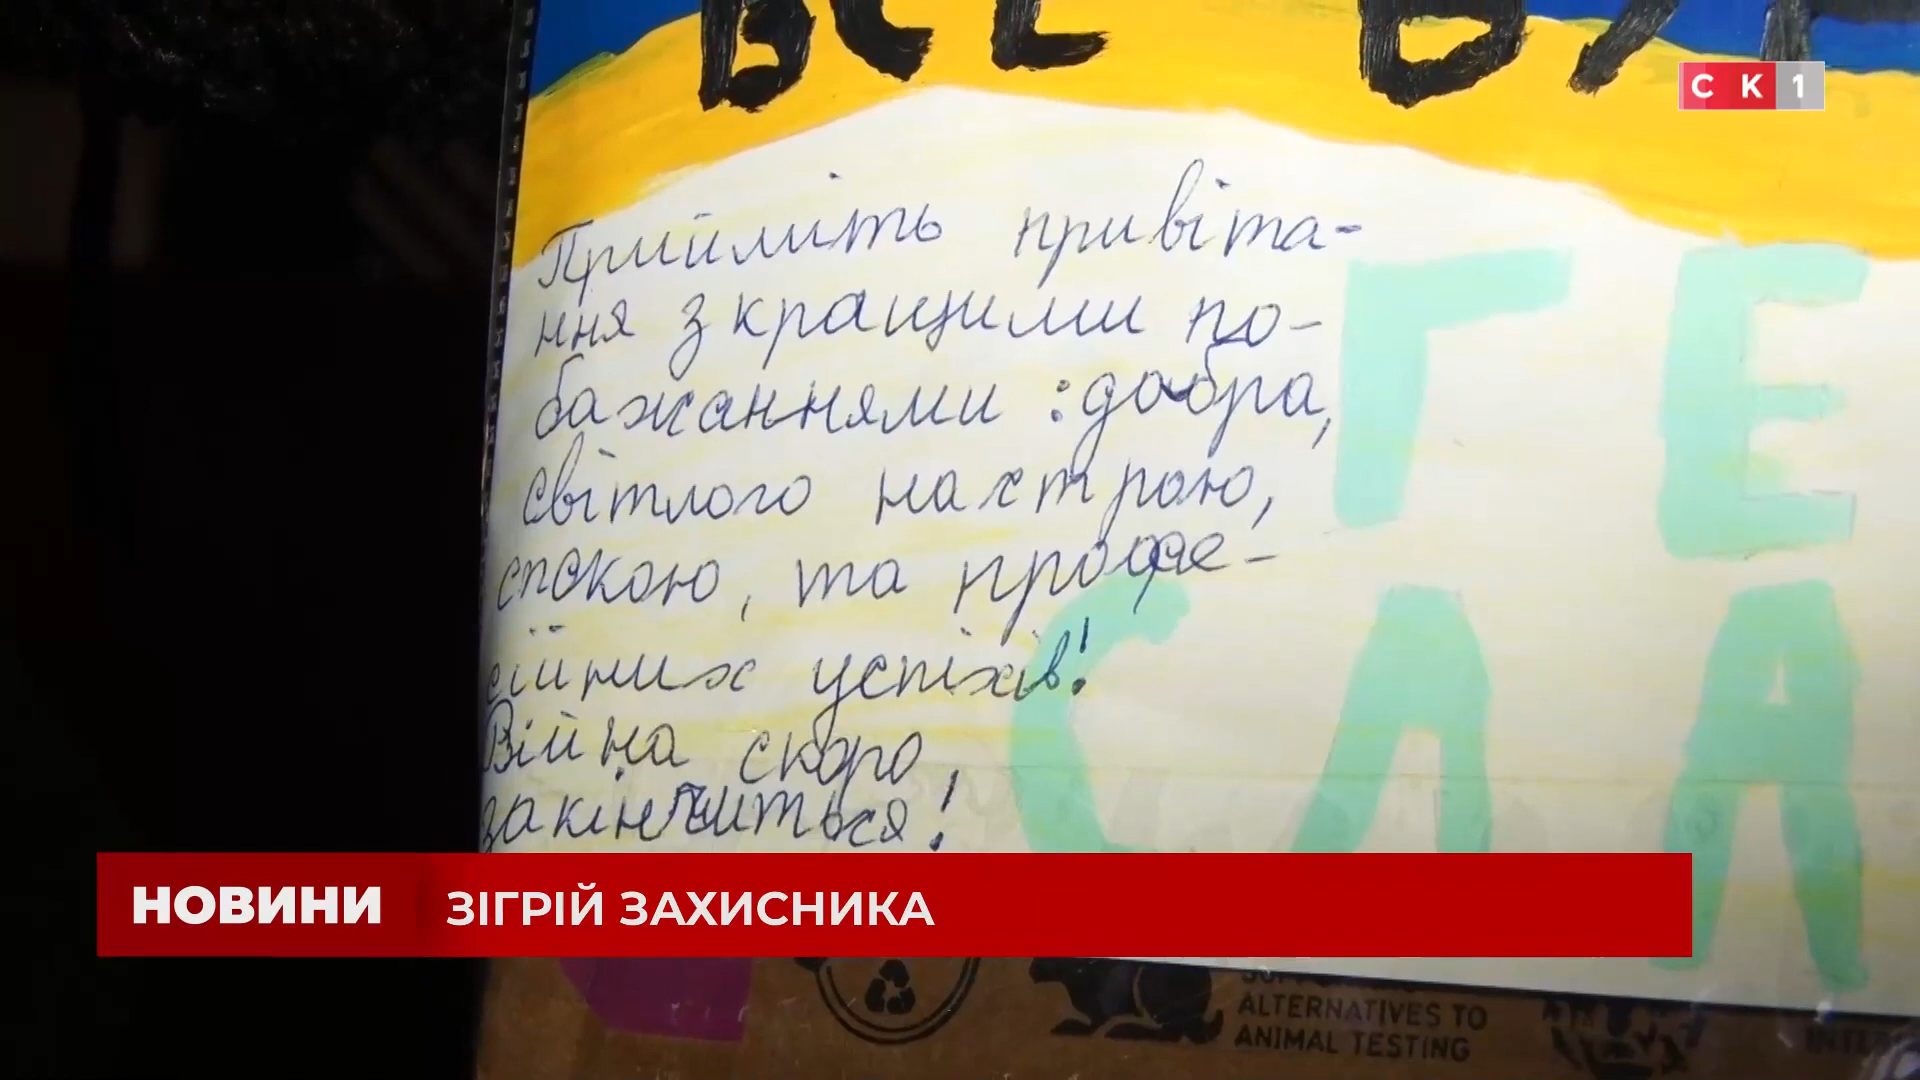 ВСЕ
СК1
Прийміть привіта-
ння з кращими по-
бажаннями : добра,
світлого настрою,
спокою, та профе-
сійних успіхів!
Війна скоро
закінчиться!
ГЕ
СЛА
НОВИНИ ЗІГРІЙ ЗАХИСНИКА
ALTERNATIVES TO
ANIMAL TESTING